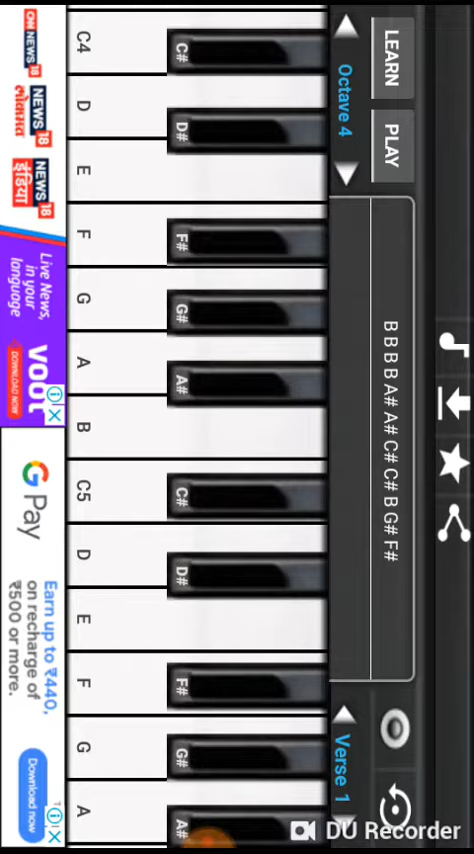 LEARN
PLAY
Octave 4
B B B B A# A# C# C# B G# F#
Verse 1
DU Recorder
C# D# F# G# A# C# D# F# G# A#
C4 D E F G A B C5 D E F G A
CNN NEWS 18
NEWS 18
लोकमत
NEWS 18
इंडिया
Live News,
in your
language
voot
DOWNLOAD NOW
G Pay
Earn up to ₹440,
on recharge of
₹500 or more.
Download now